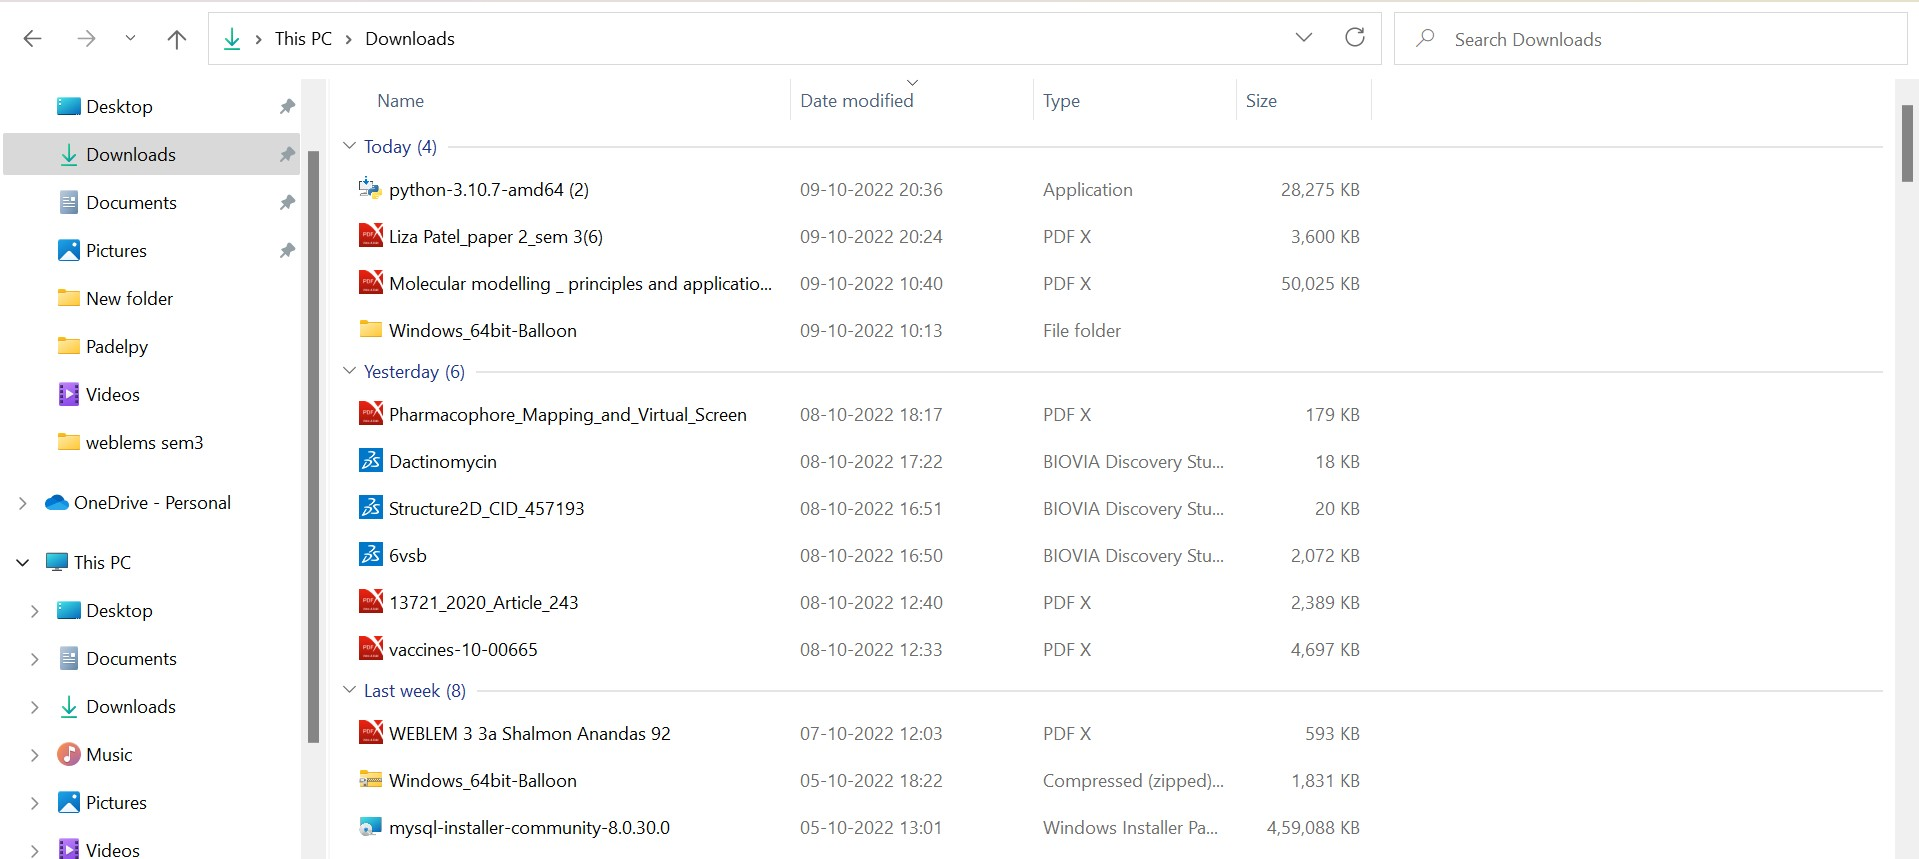 This PC > Downloads
Search Downloads
Desktop
Downloads
Documents
Pictures
New folder
Padelpy
Videos
weblems sem3
OneDrive - Personal
This PC
Desktop
Documents
Downloads
Music
Pictures
Videos
Name Date modified Type Size
Today (4)
python-3.10.7-amd64 (2) 09-10-2022 20:36 Application 28,275 KB
Liza Patel_paper 2_sem 3(6) 09-10-2022 20:24 PDF X 3,600 KB
Molecular modelling _ principles and applicatio... 09-10-2022 10:40 PDF X 50,025 KB
Windows_64bit-Balloon 09-10-2022 10:13 File folder
Yesterday (6)
Pharmacophore_Mapping_and_Virtual_Screen 08-10-2022 18:17 PDF X 179 KB
Dactinomycin 08-10-2022 17:22 BIOVIA Discovery Stu... 18 KB
Structure2D_CID_457193 08-10-2022 16:51 BIOVIA Discovery Stu... 20 KB
6vsb 08-10-2022 16:50 BIOVIA Discovery Stu... 2,072 KB
13721_2020_Article_243 08-10-2022 12:40 PDF X 2,389 KB
vaccines-10-00665 08-10-2022 12:33 PDF X 4,697 KB
Last week (8)
WEBLEM 3 3a Shalmon Anandas 92 07-10-2022 12:03 PDF X 593 KB
Windows_64bit-Balloon 05-10-2022 18:22 Compressed (zipped)... 1,831 KB
mysql-installer-community-8.0.30.0 05-10-2022 13:01 Windows Installer Pa... 4,59,088 KB